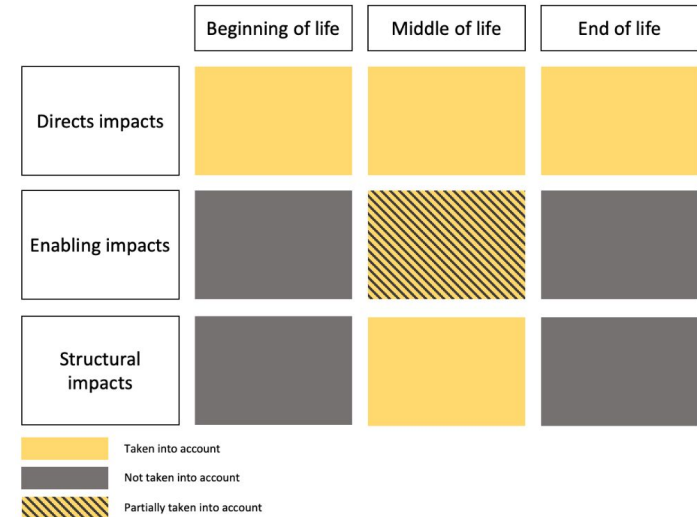 Beginning of life
Middle of life
End of life
Directs impacts
Enabling impacts
Structural
impacts
Taken into account
Not taken into account
Partially taken into account